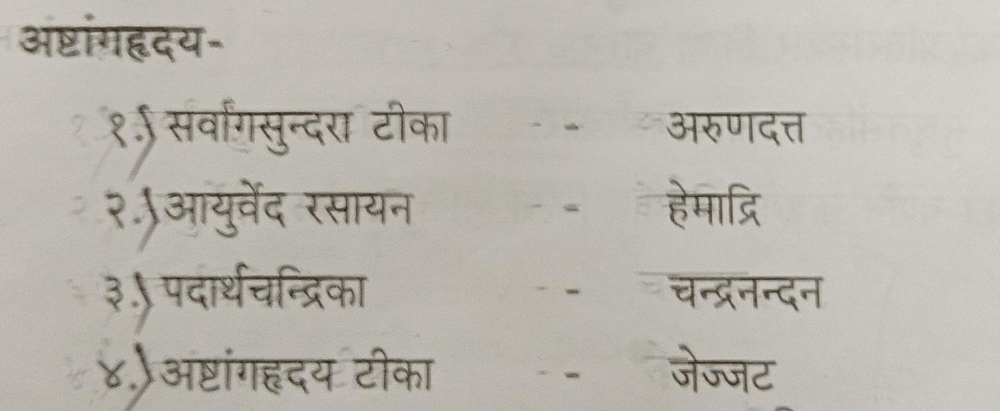 अष्टांगहृदय-
१.) सर्वांगसुन्दरा टीका - अरुणदत्त
२.) आयुर्वेद रसायन - हेमाद्रि
३.) पदार्थचन्द्रिका - चन्द्रनन्दन
४.) अष्टांगहृदय टीका - जेज्जट